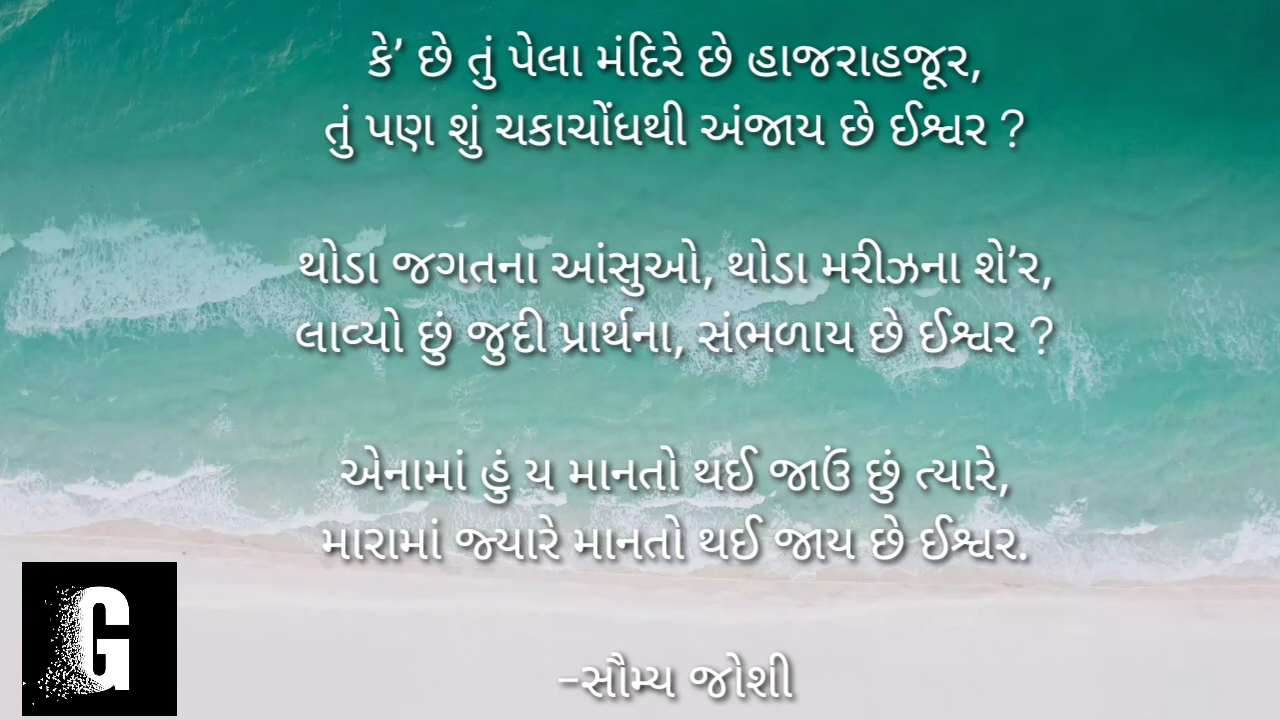 કે’ છે તું પેલા મંદિરે છે હાજરાહજૂર,
તું પણ શું ચકાચોંધથી અંજાય છે ઈશ્વર ?
થોડા જગતના આંસુઓ, થોડા મરીઝના શે’ર,
લાવ્યો છું જુદી પ્રાર્થના, સંભળાય છે ઈશ્વર ?
એનામાં હું ય માનતો થઈ જાઉં છું ત્યારે,
મારામાં જ્યારે માનતો થઈ જાય છે ઈશ્વર.
–સૌમ્ય જોશી
G